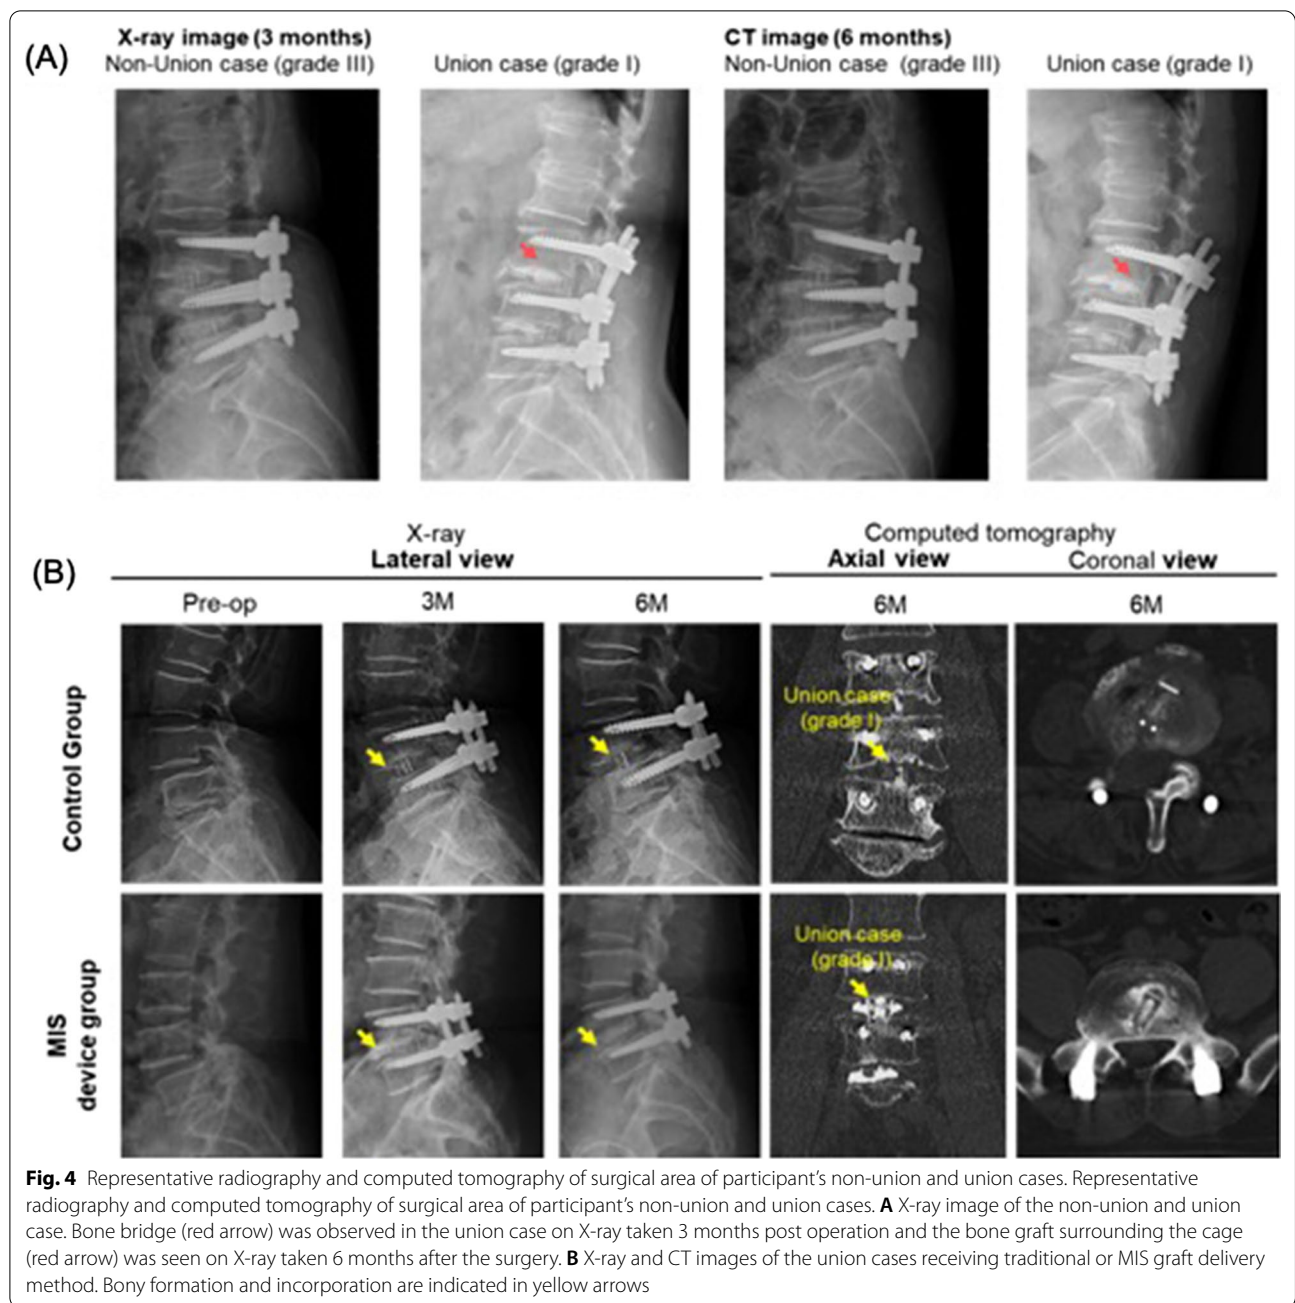 (A)
X-ray image (3 months)
Non-Union case (grade III)
Union case (grade I)
CT image (6 months)
Non-Union case (grade III)
Union case (grade I)
(B)
X-ray
Lateral view
Computed tomography
Axial view
Coronal view
Pre-op
3M
6M
6M
6M
Control Group
Union case
(grade I)
MIS
device group
Union case
(grade I)
Fig. 4 Representative radiography and computed tomography of surgical area of participant's non-union and union cases. Representative
radiography and computed tomography of surgical area of participant's non-union and union cases. A X-ray image of the non-union and union
case. Bone bridge (red arrow) was observed in the union case on X-ray taken 3 months post operation and the bone graft surrounding the cage
(red arrow) was seen on X-ray taken 6 months after the surgery. B X-ray and CT images of the union cases receiving traditional or MIS graft delivery
method. Bony formation and incorporation are indicated in yellow arrows